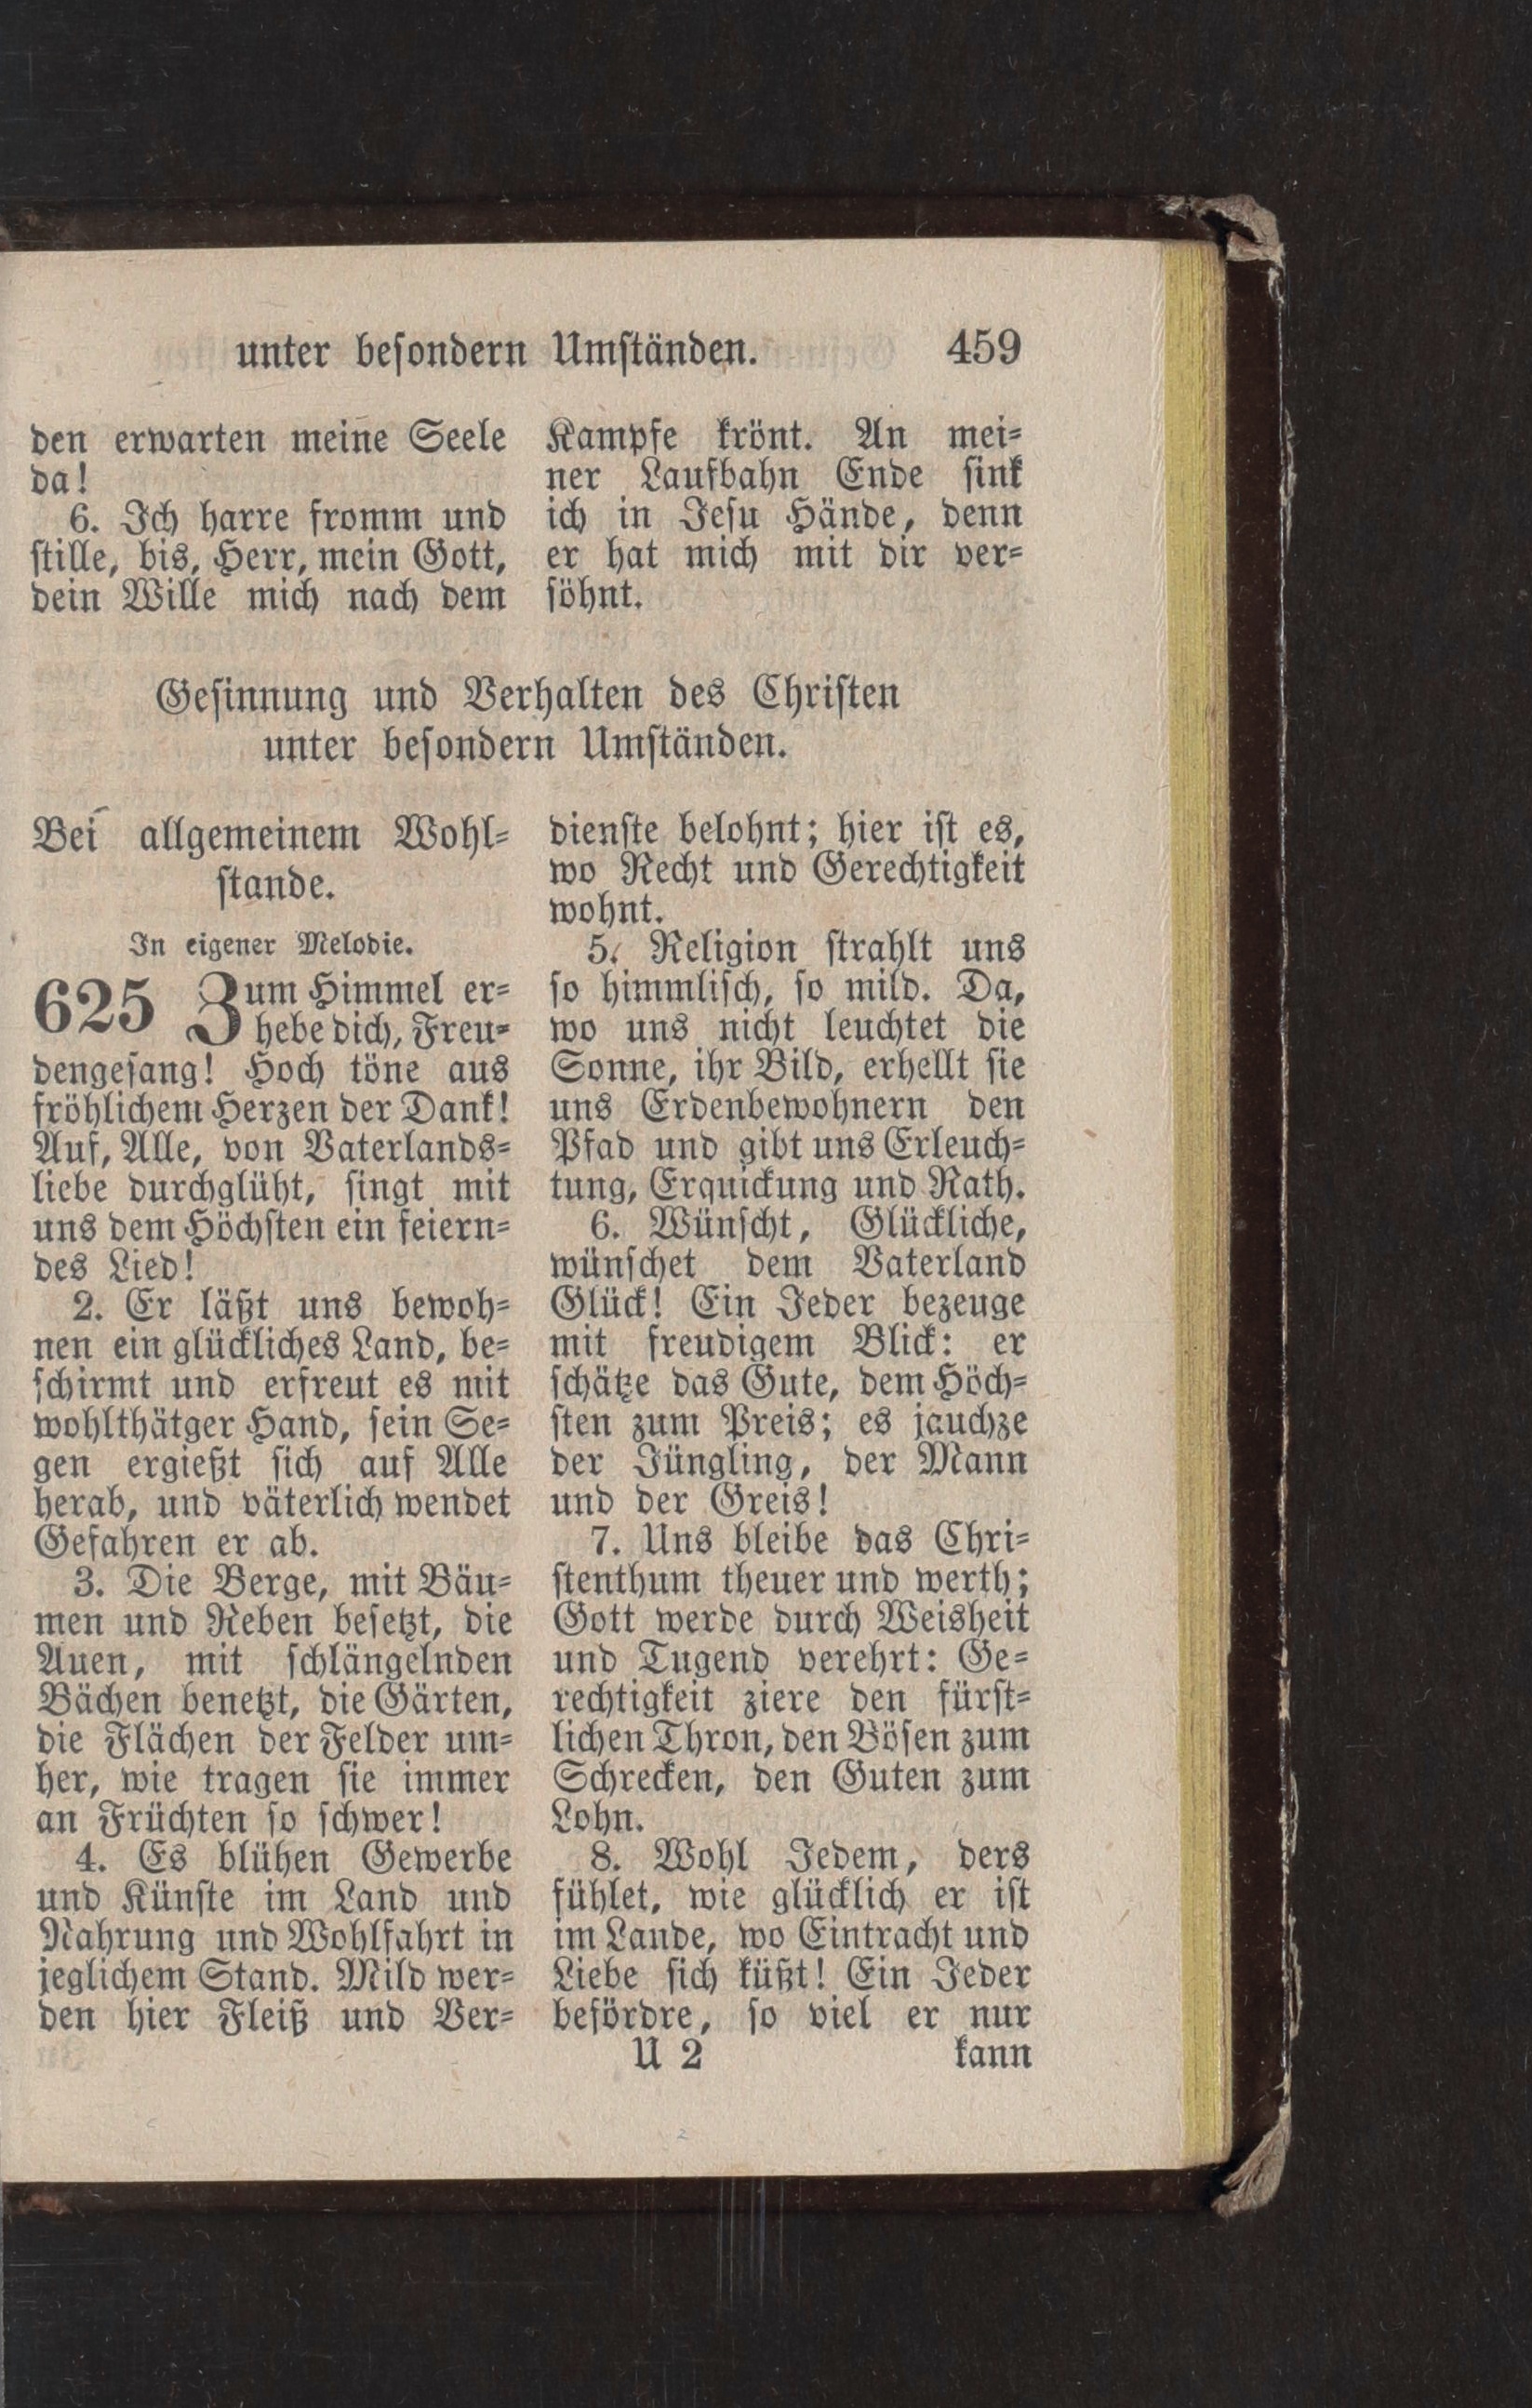 unter besondern Umständen. 459
den erwarten meine Seele
da!
6. Ich harre fromm und
stille, bis, Herr, mein Gott,
dein Wille mich nach dem
Kampfe krönt. An mei-
ner Laufbahn Ende sink
ich in Jesu Hände, denn
er hat mich mit dir ver-
söhnt.
Gesinnung und Verhalten des Christen
unter besondern Umständen.
Bei allgemeinem Wohl-
stande.
In eigener Melodie.
625 Zum Himmel er-
hebe dich, Freu-
dengesang! Hoch töne aus
fröhlichem Herzen der Dank!
Auf, Alle, von Vaterlands-
liebe durchglüht, singt mit
uns dem Höchsten ein feiern-
des Lied!
2. Er läßt uns bewoh-
nen ein glückliches Land, be-
schirmt und erfreut es mit
wohlthätger Hand, sein Se-
gen ergießt sich auf Alle
herab, und väterlich wendet
Gefahren er ab.
3. Die Berge, mit Bäu-
men und Reben besetzt, die
Auen, mit schlängelnden
Bächen benetzt, die Gärten,
die Flächen der Felder um-
her, wie tragen sie immer
an Früchten so schwer!
4. Es blühen Gewerbe
und Künste im Land und
Nahrung und Wohlfahrt in
jeglichem Stand. Mild wer-
den hier Fleiß und Ver-
dienste belohnt; hier ist es,
wo Recht und Gerechtigkeit
wohnt.
5. Religion strahlt uns
so himmlisch, so mild. Da,
wo uns nicht leuchtet die
Sonne, ihr Bild, erhellt sie
uns Erdenbewohnern den
Pfad und gibt uns Erleuch-
tung, Erquickung und Rath.
6. Wünscht, Glückliche,
wünschet dem Vaterland
Glück! Ein Jeder bezeuge
mit freudigem Blick: er
schätze das Gute, dem Höch-
sten zum Preis; es jauchze
der Jüngling, der Mann
und der Greis!
7. Uns bleibe das Chri-
stenthum theuer und werth;
Gott werde durch Weisheit
und Tugend verehrt: Ge-
rechtigkeit ziere den fürst-
lichen Thron, den Bösen zum
Schrecken, den Guten zum
Lohn.
8. Wohl Jedem, ders
fühlet, wie glücklich er ist
im Lande, wo Eintracht und
Liebe sich küßt! Ein Jeder
befördre, so viel er nur
U 2 kann